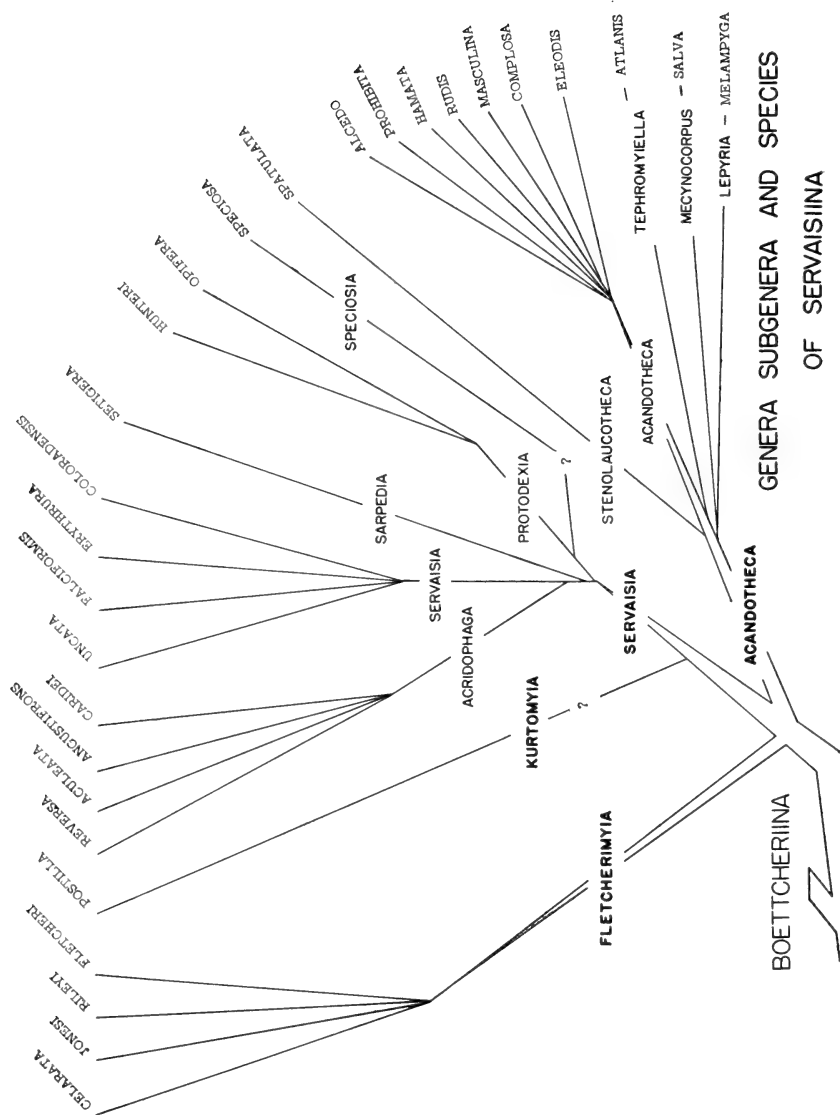 CELARATA
JONESI
RILEYI
FLETCHERI
POSTILLA
REVERSA
ACULEATA
ANGUSTIFRONS
CARIDEI
UNCATA
FALCIFORMIS
ERYTHRURA
COLORADENSIS
SETIGERA
HUNTERI
OPIFERA
SPECIOSA
SPATULATA
ALCEDO
PROHIBITA
HAMATA
RUDIS
MASCULINA
COMPLOSA
ELEODIS
TEPHROMYIELLA – ATLANIS
MECYNOCORPUS – SALVA
LEPYRIA – MELAMPYGA
SPECIOSIA
SARPEDIA
PROTODEXIA
?
STENOLAUCOTHECA
ACANDOTHECA
SERVAISIA
ACRIDOPHAGA
KURTOMYIA
?
SERVAISIA
ACANDOTHECA
FLETCHERIMYIA
BOETTCHERIINA
GENERA SUBGENERA AND SPECIES
OF SERVAISIINA